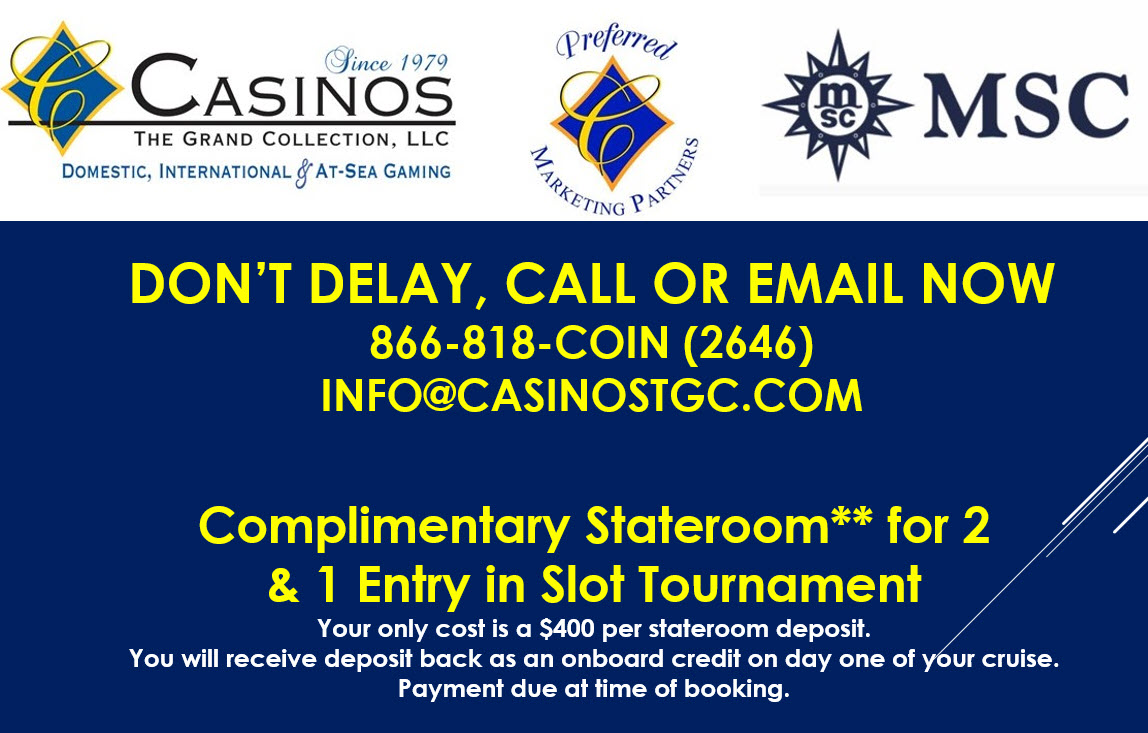 Since 1979
CASINOS
THE GRAND COLLECTION, LLC
DOMESTIC, INTERNATIONAL & AT-SEA GAMING
Preferred
MARKETING PARTNERS
m
sc
MSC
DON'T DELAY, CALL OR EMAIL NOW
866-818-COIN (2646)
INFO@CASINOSTGC.COM
Complimentary Stateroom** for 2
& 1 Entry in Slot Tournament
Your only cost is a $400 per stateroom deposit.
You will receive deposit back as an onboard credit on day one of your cruise.
Payment due at time of booking.